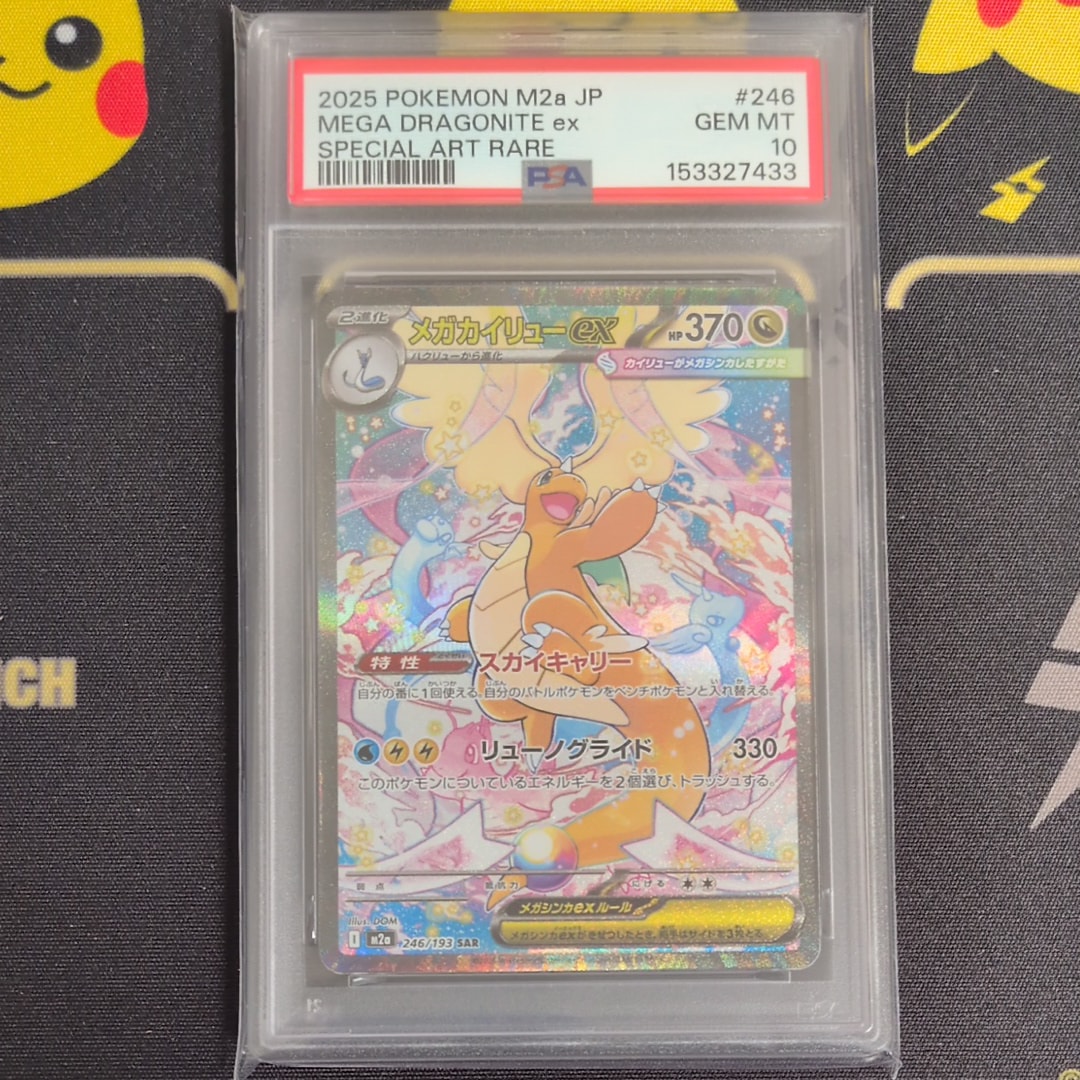 2025 POKEMON M2a JP #246
MEGA DRAGONITE ex GEM MT
SPECIAL ART RARE 10
PSA 153327433
2進化 メガカイリューex HP 370
ハクリューから進化 カイリューがメガシンカしたすがた
特性 スカイキャリー
自分の番に1回使える。自分のバトルポケモンをベンチポケモンと入れ替える。
リューノグライド 330
このポケモンについているエネルギーを2個選び、トラッシュする。
弱点 抵抗力 にげる
メガシンカexルール
Illus. DOM
I m2a 246/193 SAR